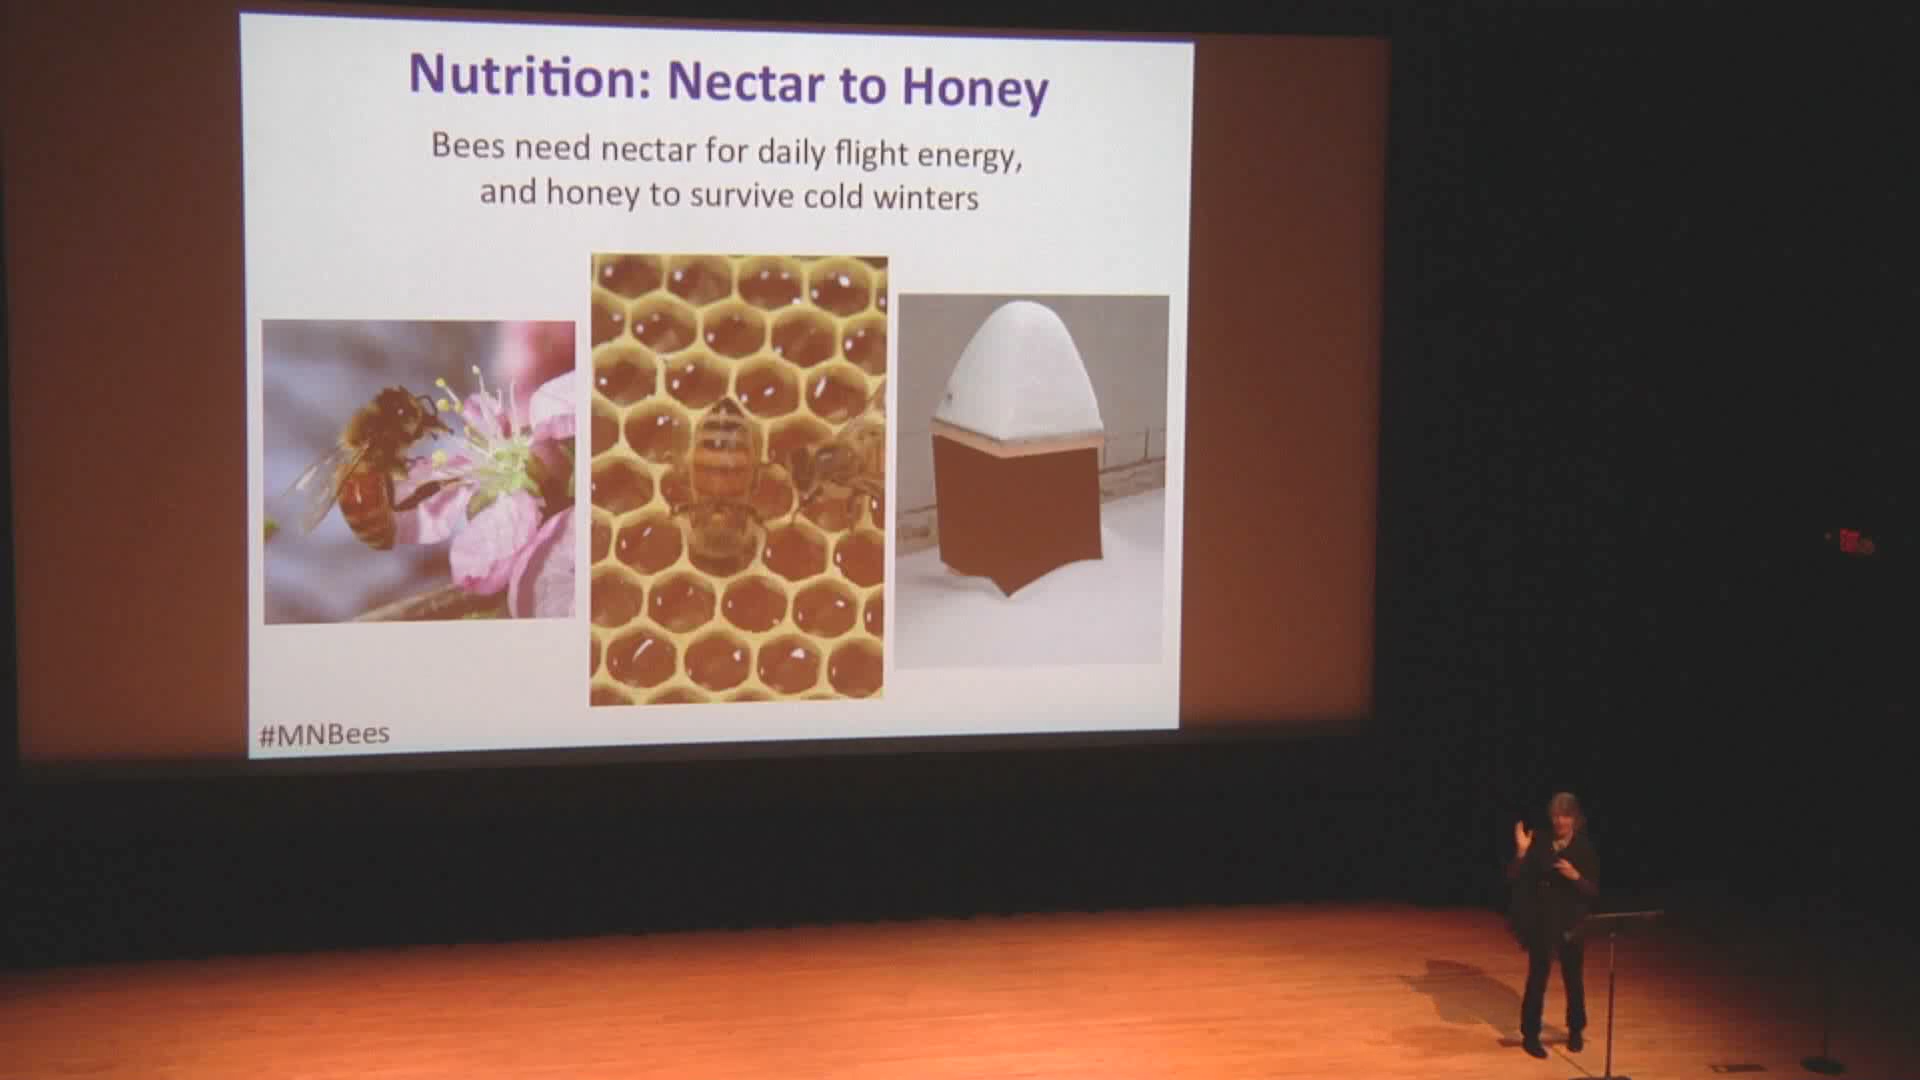 Nutrition: Nectar to Honey
Bees need nectar for daily flight energy,
and honey to survive cold winters
#MNBees